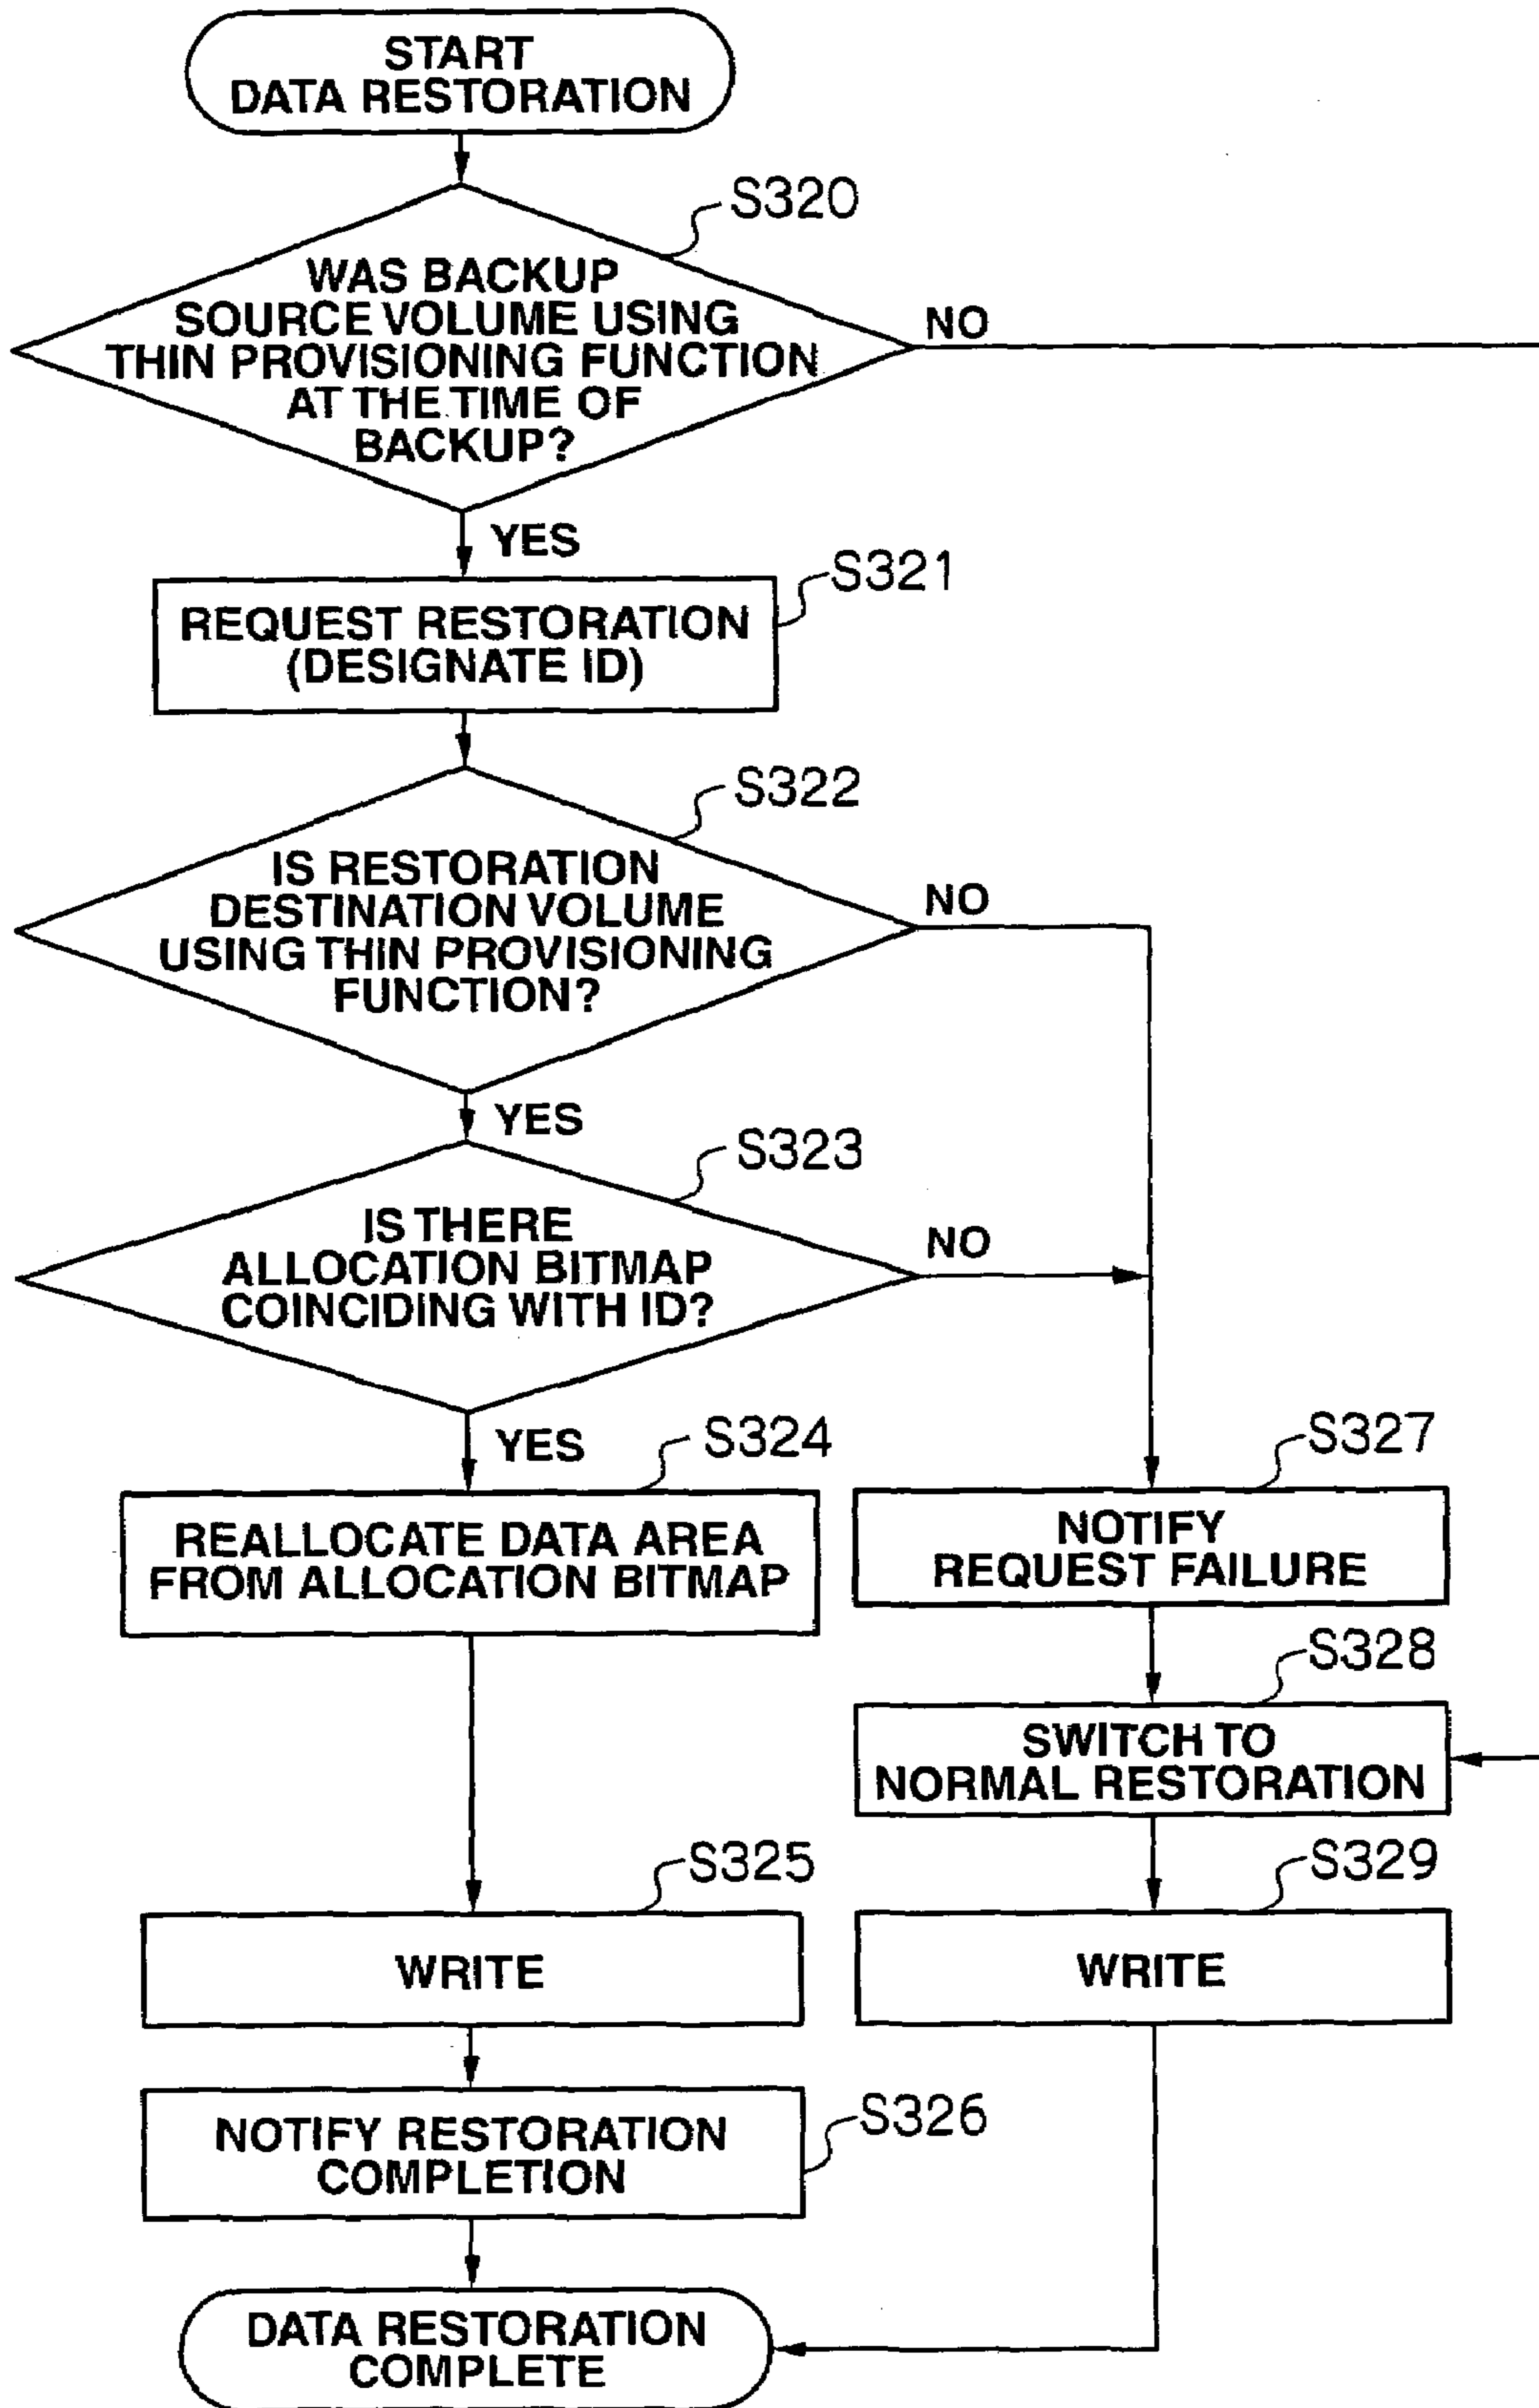 START
DATA RESTORATION
S320
WAS BACKUP
SOURCE VOLUME USING
THIN PROVISIONING FUNCTION
AT THE TIME OF
BACKUP?
NO
YES
S321
REQUEST RESTORATION
(DESIGNATE ID)
S322
IS RESTORATION
DESTINATION VOLUME
USING THIN PROVISIONING
FUNCTION?
NO
YES
S323
IS THERE
ALLOCATION BITMAP
COINCIDING WITH ID?
NO
YES
S324
REALLOCATE DATA AREA
FROM ALLOCATION BITMAP
S327
NOTIFY
REQUEST FAILURE
S328
SWITCH TO
NORMAL RESTORATION
S325
WRITE
S329
WRITE
S326
NOTIFY RESTORATION
COMPLETION
DATA RESTORATION
COMPLETE